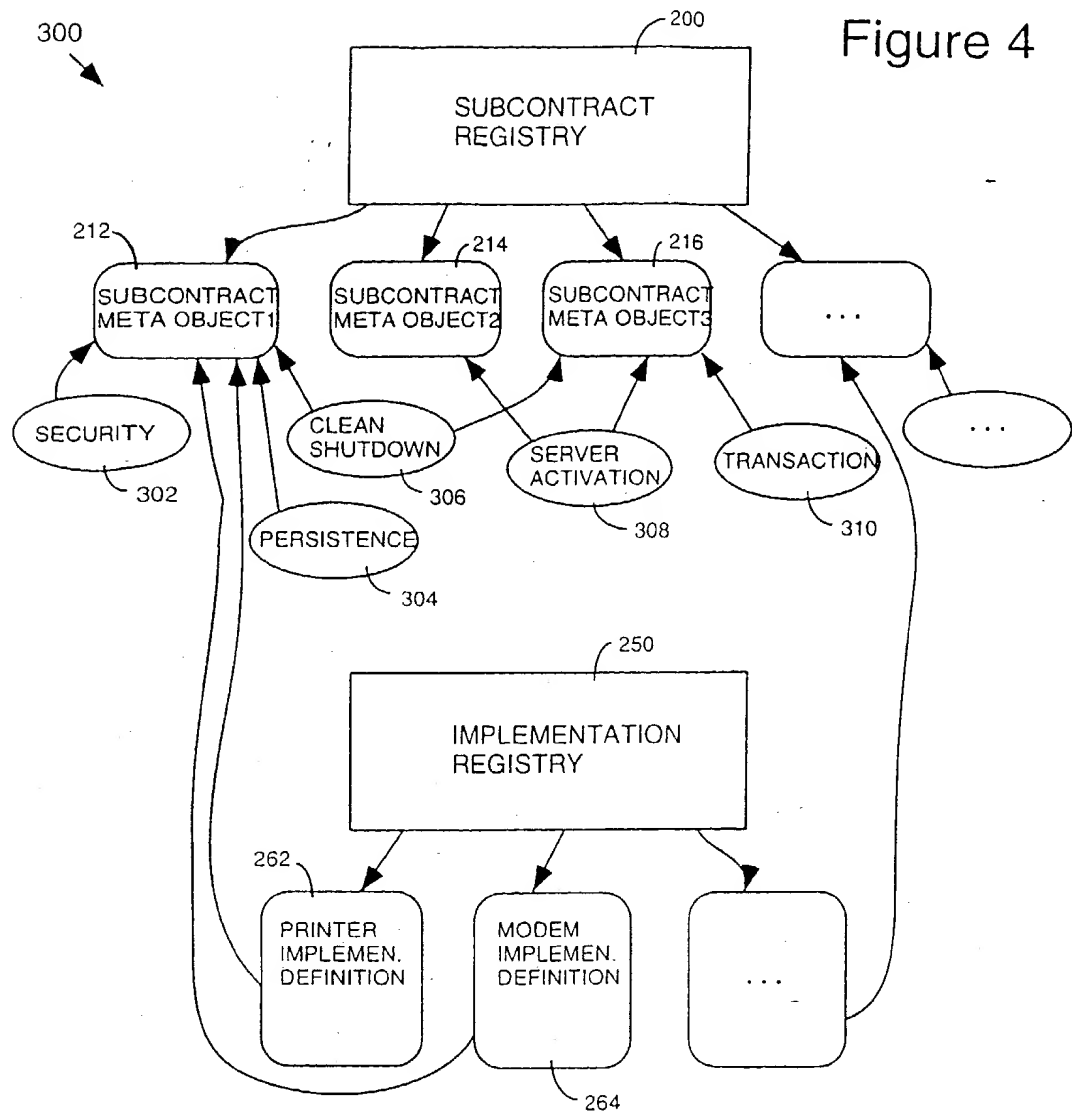 300
200
Figure 4
SUBCONTRACT
REGISTRY
212
214
216
SUBCONTRACT
META OBJECT1
SUBCONTRACT
META OBJECT2
SUBCONTRACT
META OBJECT3
...
SECURITY
302
CLEAN
SHUTDOWN
306
SERVER
ACTIVATION
308
TRANSACTION
310
...
PERSISTENCE
304
250
IMPLEMENTATION
REGISTRY
262
PRINTER
IMPLEMEN.
DEFINITION
MODEM
IMPLEMEN.
DEFINITION
...
264